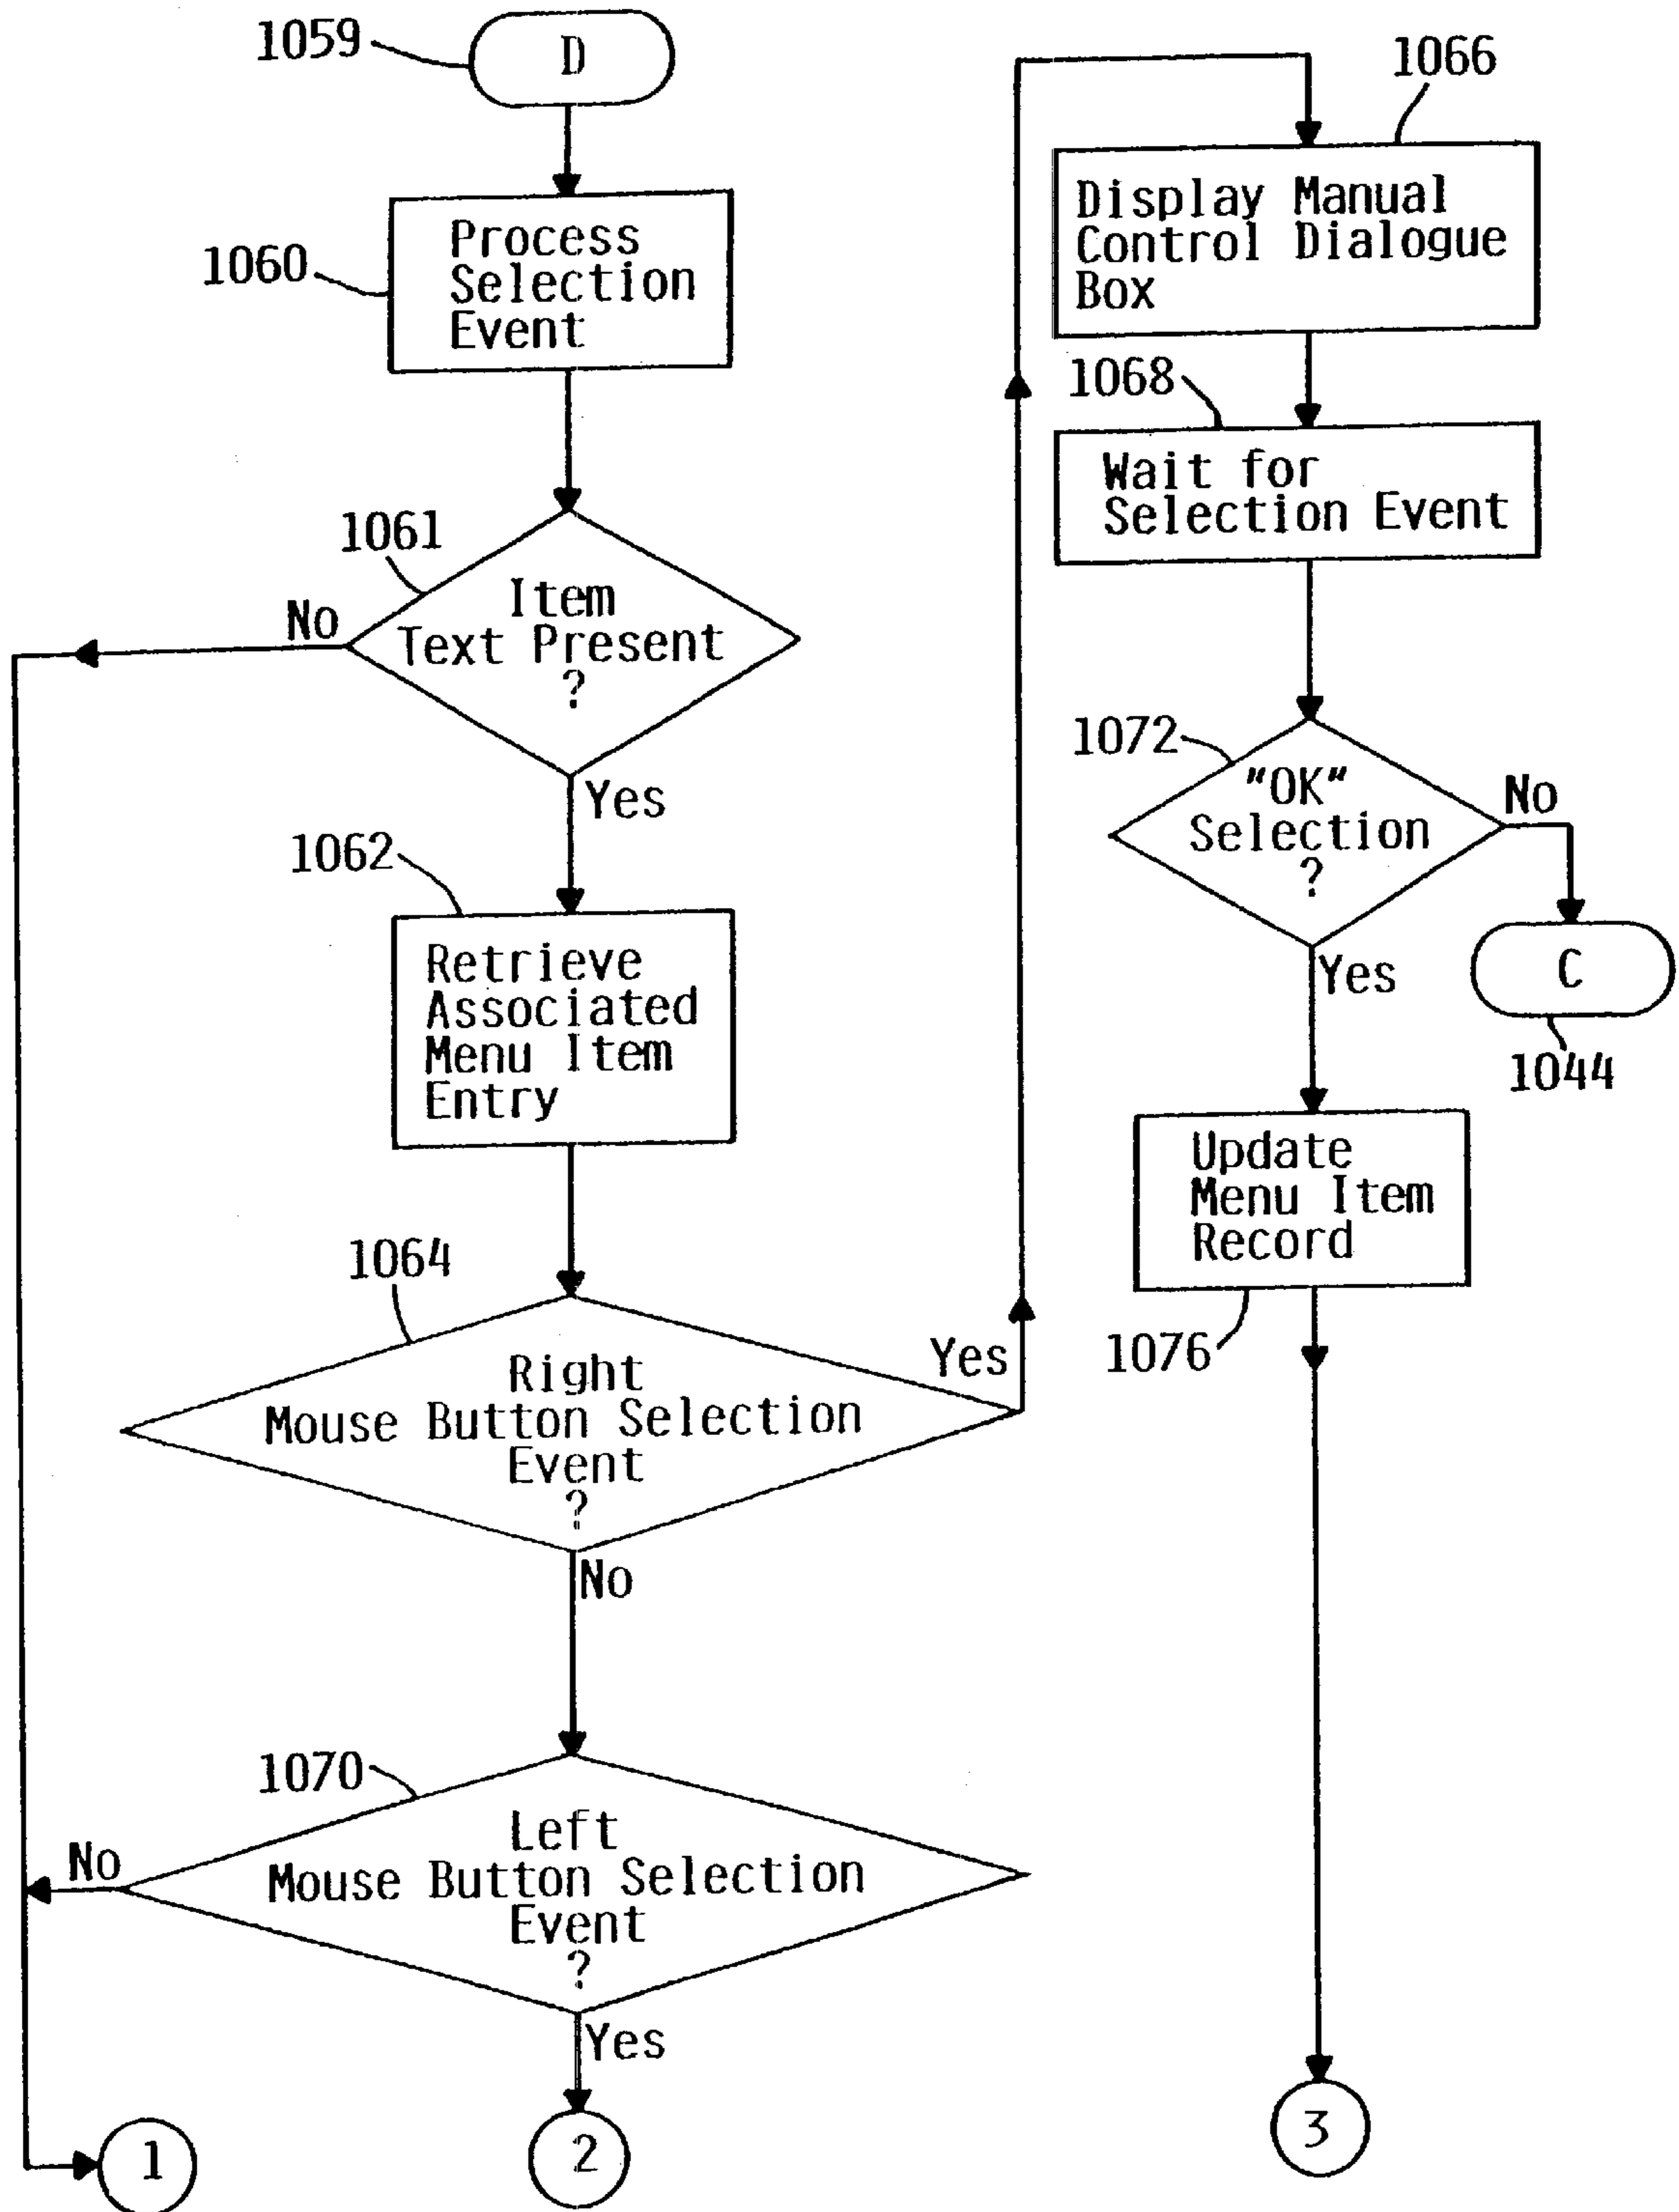 1059
D
1060
Process
Selection
Event
1061
Item
Text Present
?
No
Yes
1062
Retrieve
Associated
Menu Item
Entry
1064
Right
Mouse Button Selection
Event
?
Yes
No
1070
Left
Mouse Button Selection
Event
?
No
Yes
1
2
1066
Display Manual
Control Dialogue
Box
1068
Wait for
Selection Event
1072
"OK"
Selection
?
No
Yes
C
1044
Update
Menu Item
Record
1076
3